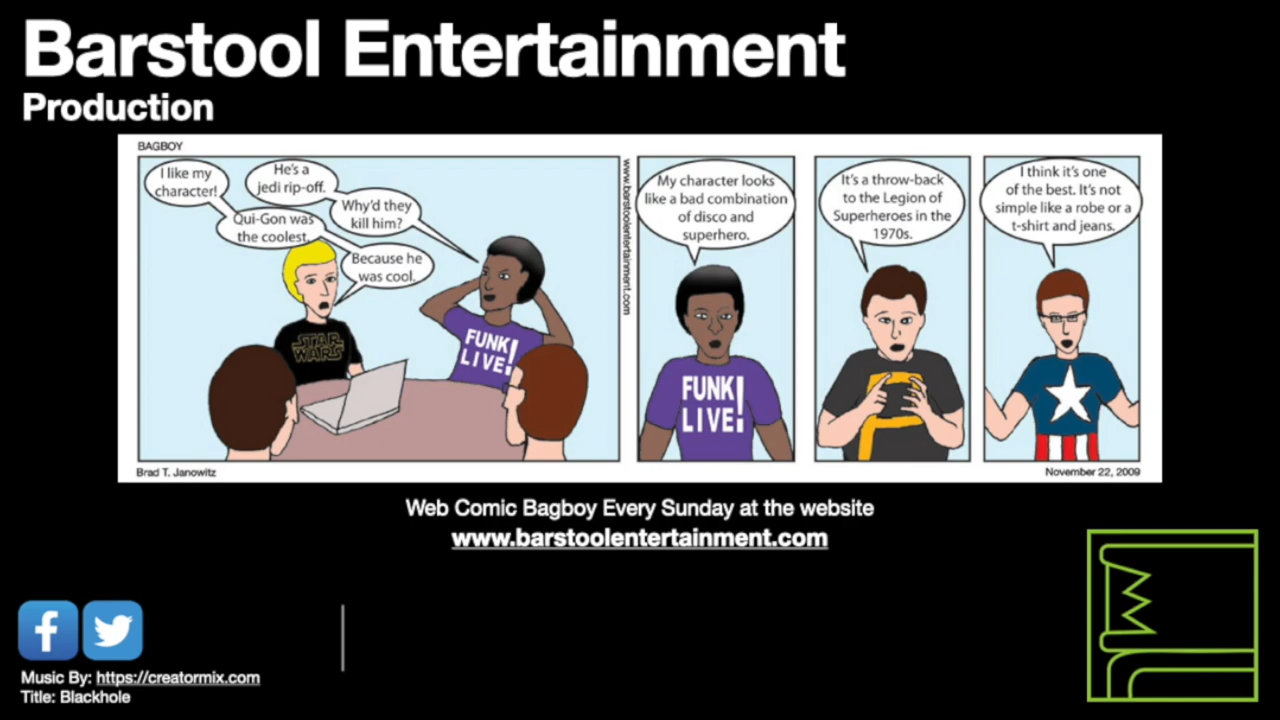 Barstool Entertainment
Production
BAGBOY
I like my
character!
He's a
jedi rip-off.
Qui-Gon was
the coolest.
Why'd they
kill him?
Because he
was cool.
STAR
WARS
FUNK
LIVE!
www.barstoolentertainment.com
My character looks
like a bad combination
of disco and
superhero.
FUNK
LIVE!
It's a throw-back
to the Legion of
Superheroes in the
1970s.
I think it's one
of the best. It's not
simple like a robe or a
t-shirt and jeans.
Brad T. Janowitz
November 22, 2009
Web Comic Bagboy Every Sunday at the website
www.barstoolentertainment.com
Music By: https://creatormix.com
Title: Blackhole